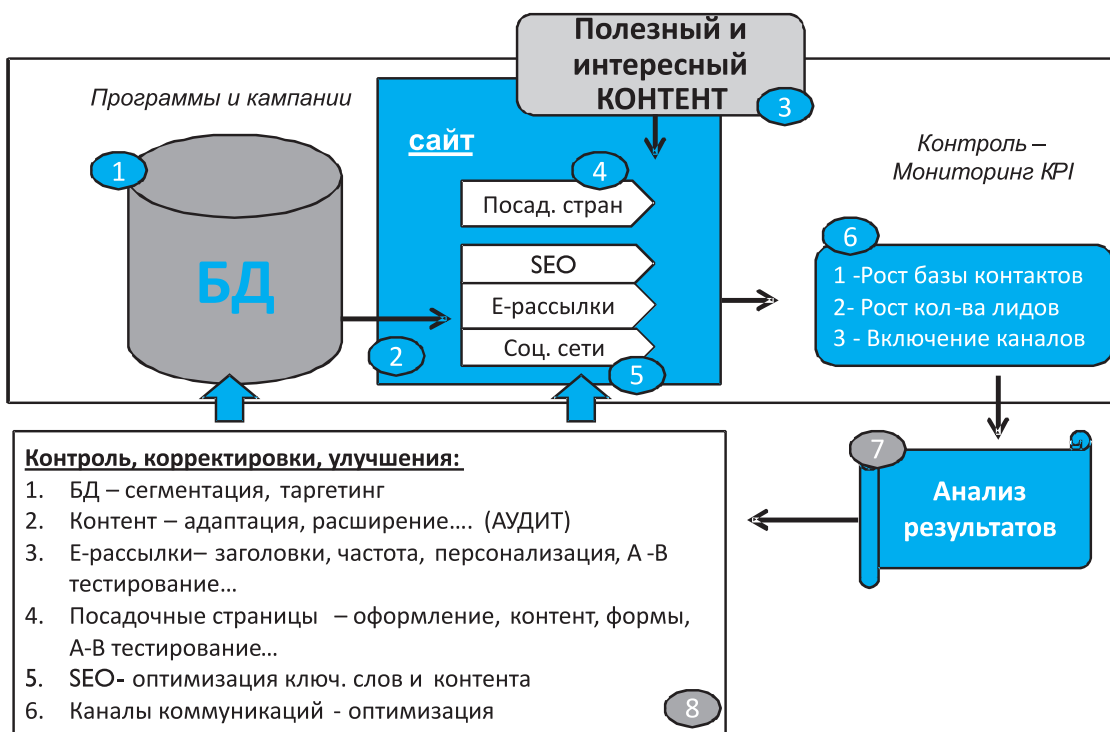 Полезный и
интересный
КОНТЕНТ
3
Программы и кампании
сайт
Контроль –
Мониторинг KPI
1
4
Посад. стран
6
БД
SEO
Е-рассылки
Соц. сети
2
5
1 -Рост базы контактов
2- Рост кол-ва лидов
3 - Включение каналов
7
Анализ
результатов
Контроль, корректировки, улучшения:
1. БД – сегментация, таргетинг
2. Контент – адаптация, расширение…. (АУДИТ)
3. Е-рассылки– заголовки, частота, персонализация, А -В
тестирование…
4. Посадочные страницы – оформление, контент, формы,
А-В тестирование…
5. SEO- оптимизация ключ. слов и контента
6. Каналы коммуникаций - оптимизация
8